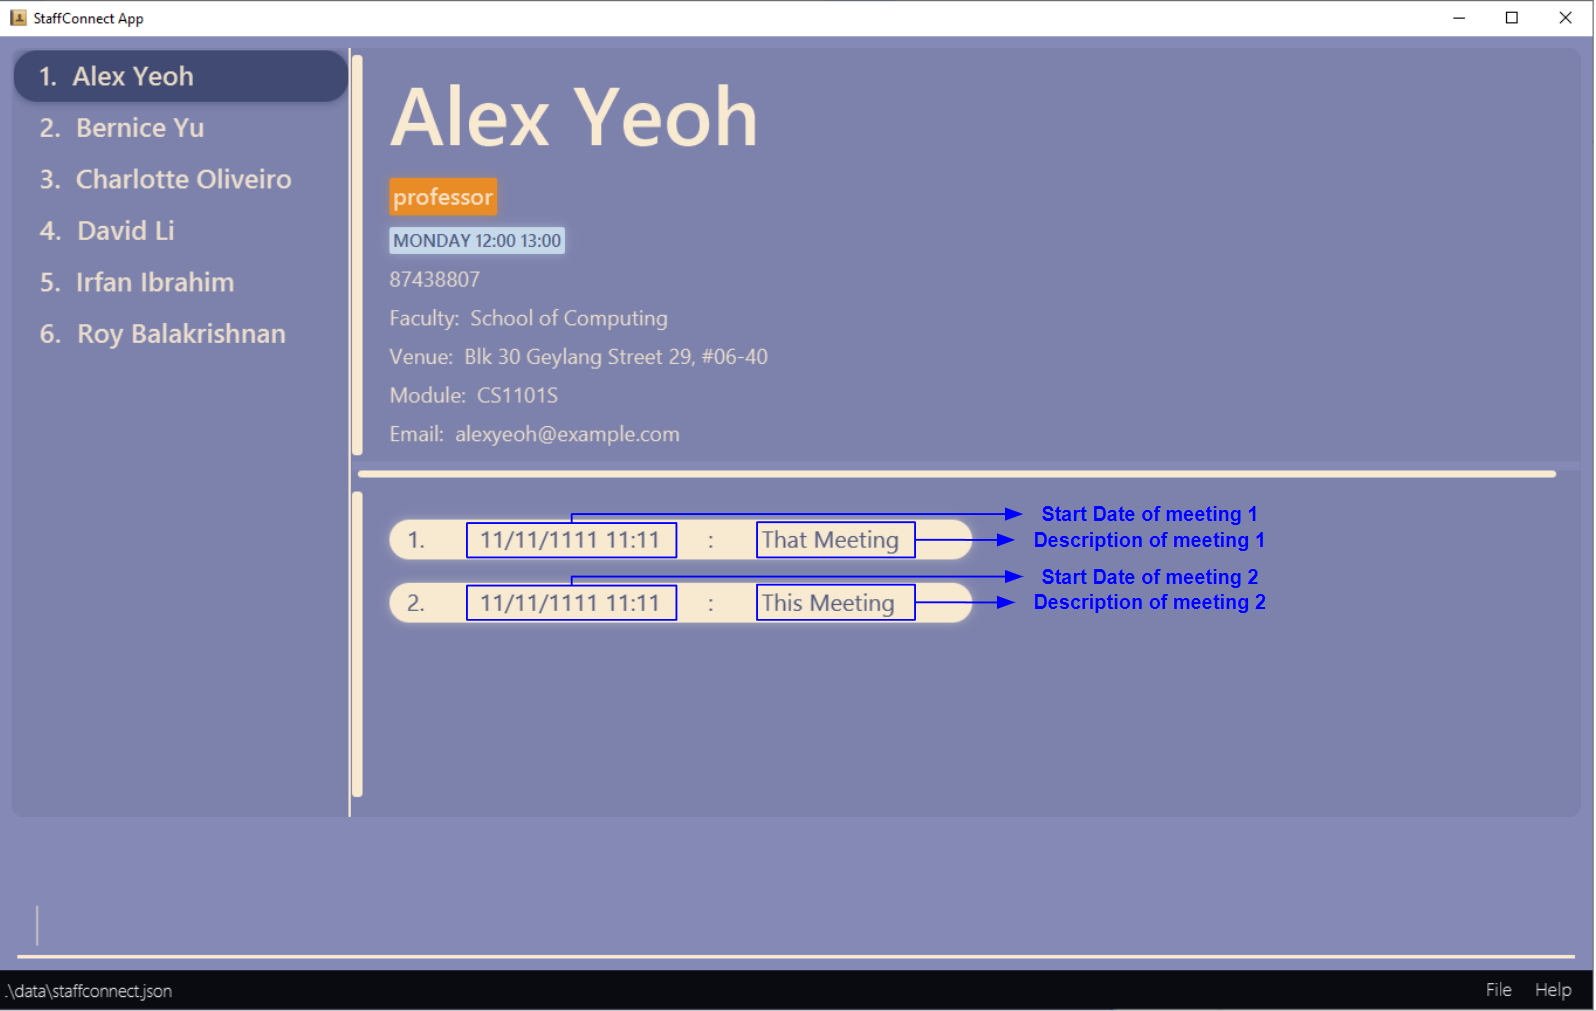 StaffConnect App
1. Alex Yeoh
2. Bernice Yu
3. Charlotte Oliveiro
4. David Li
5. Irfan Ibrahim
6. Roy Balakrishnan
Alex Yeoh
professor
MONDAY 12:00 13:00
87438807
Faculty: School of Computing
Venue: Blk 30 Geylang Street 29, #06-40
Module: CS1101S
Email: alexyeoh@example.com
Start Date of meeting 1
1. 11/11/1111 11:11 : That Meeting
Description of meeting 1
Start Date of meeting 2
2. 11/11/1111 11:11 : This Meeting
Description of meeting 2
.\data\staffconnect.json
File Help